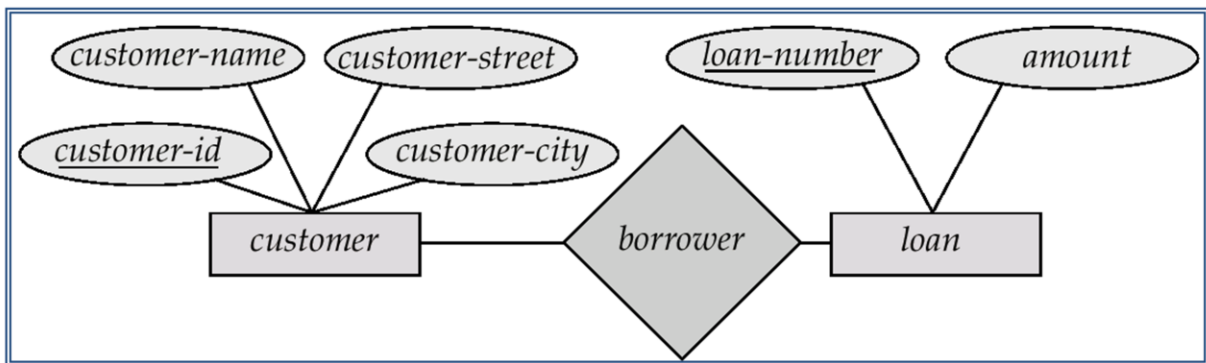 customer-name customer-street loan-number amount
customer-id customer-city
customer borrower loan